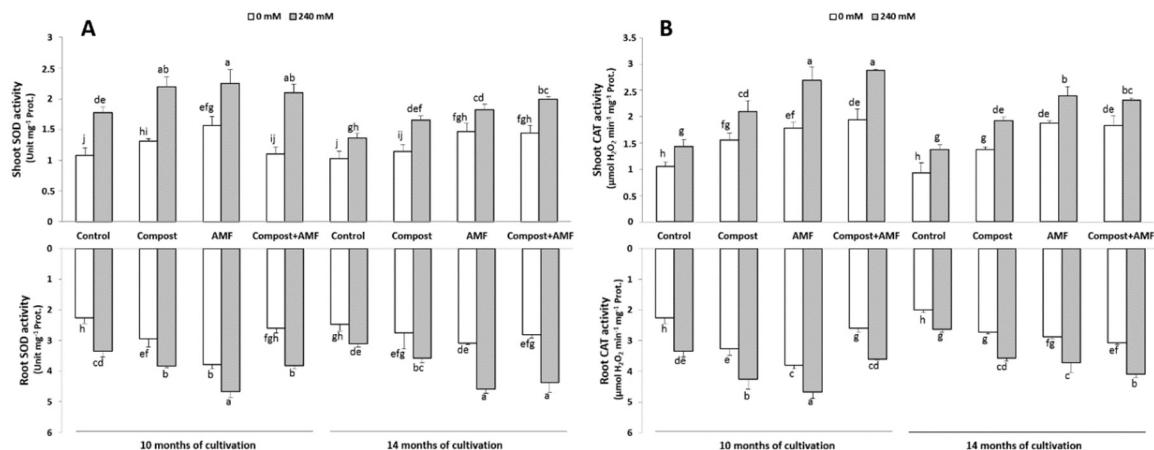 0 mM 240 mM
A
Shoot SOD activity
(Unit mg⁻¹ Prot.)
3
2.5
2
1.5
1
0.5
0
j de hi ab efg a ij ab j gh ij def fgh cd fgh bc
Control Compost AMF Compost+AMF Control Compost AMF Compost+AMF
Root SOD activity
(Unit mg⁻¹ Prot.)
0
1
2
3
4
5
6
h cd ef b b a fgh b gh de efg bc de a efg a
10 months of cultivation 14 months of cultivation
0 mM 240 mM
B
Shoot CAT activity
(μmol H₂O₂ min⁻¹ mg⁻¹ Prot.)
3.5
3
2.5
2
1.5
1
0.5
0
h g fg cd ef a de a h g g de de b de bc
Control Compost AMF Compost+AMF Control Compost AMF Compost+AMF
Root CAT activity
(μmol H₂O₂ min⁻¹ mg⁻¹ Prot.)
0
1
2
3
4
5
6
h de g b c a g cd h g g cd fg c ef b
10 months of cultivation 14 months of cultivation